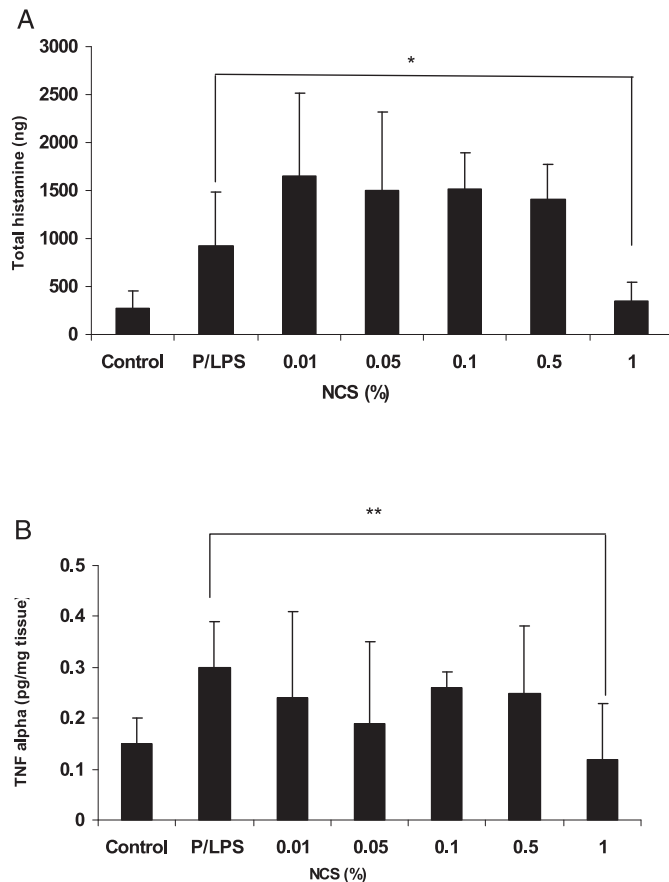 A
*
3000
2500
2000
1500
1000
500
0
Total histamine (ng)
Control P/LPS 0.01 0.05 0.1 0.5 1
NCS (%)
B
**
0.5
0.4
0.3
0.2
0.1
0
TNF alpha (pg/mg tissue)
Control P/LPS 0.01 0.05 0.1 0.5 1
NCS (%)